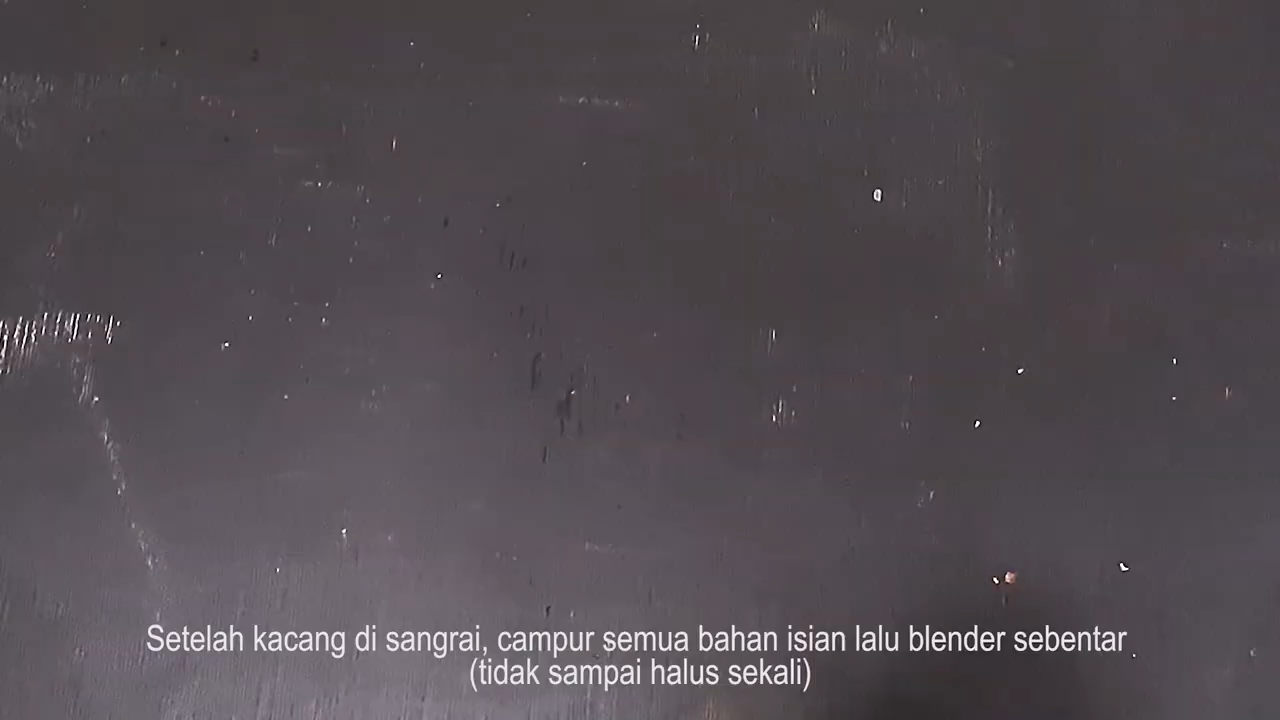 Setelah kacang di sangrai, campur semua bahan isian lalu blender sebentar
(tidak sampai halus sekali)